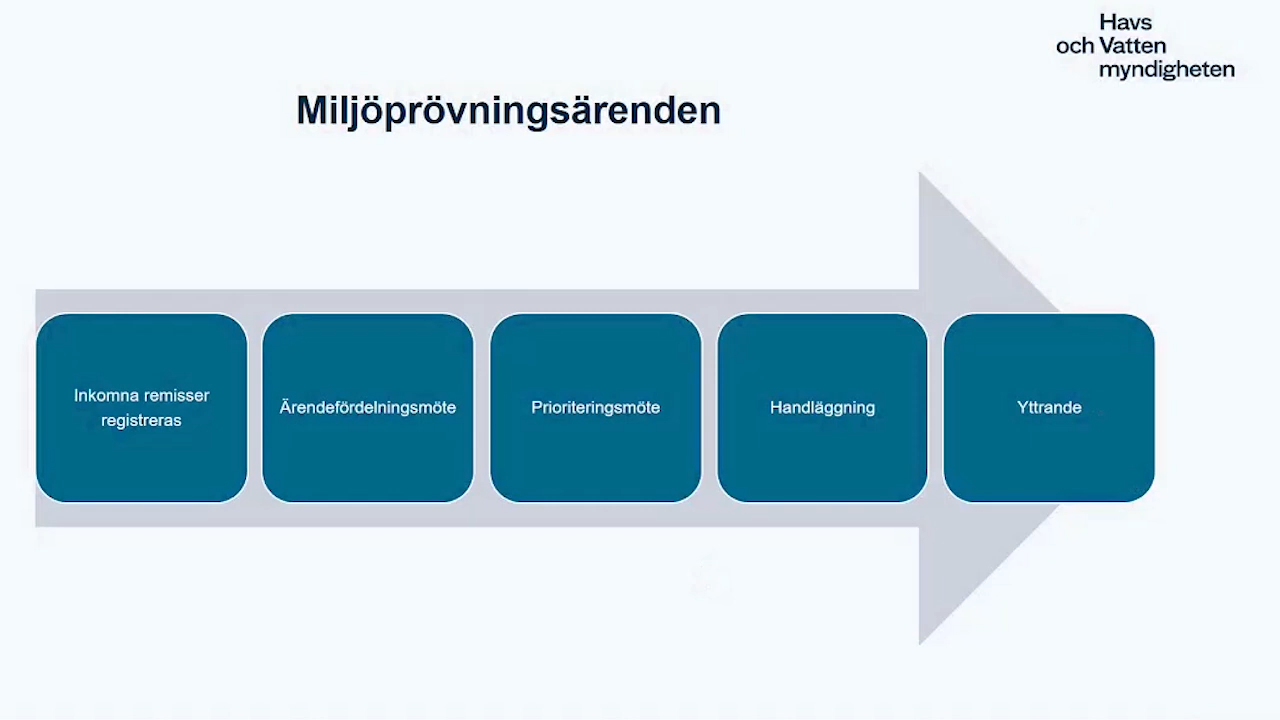 Havs
och Vatten
myndigheten
Miljöprövningsärenden
Inkomna remisser
registreras
Ärendefördelningsmöte
Prioriteringsmöte
Handläggning
Yttrande